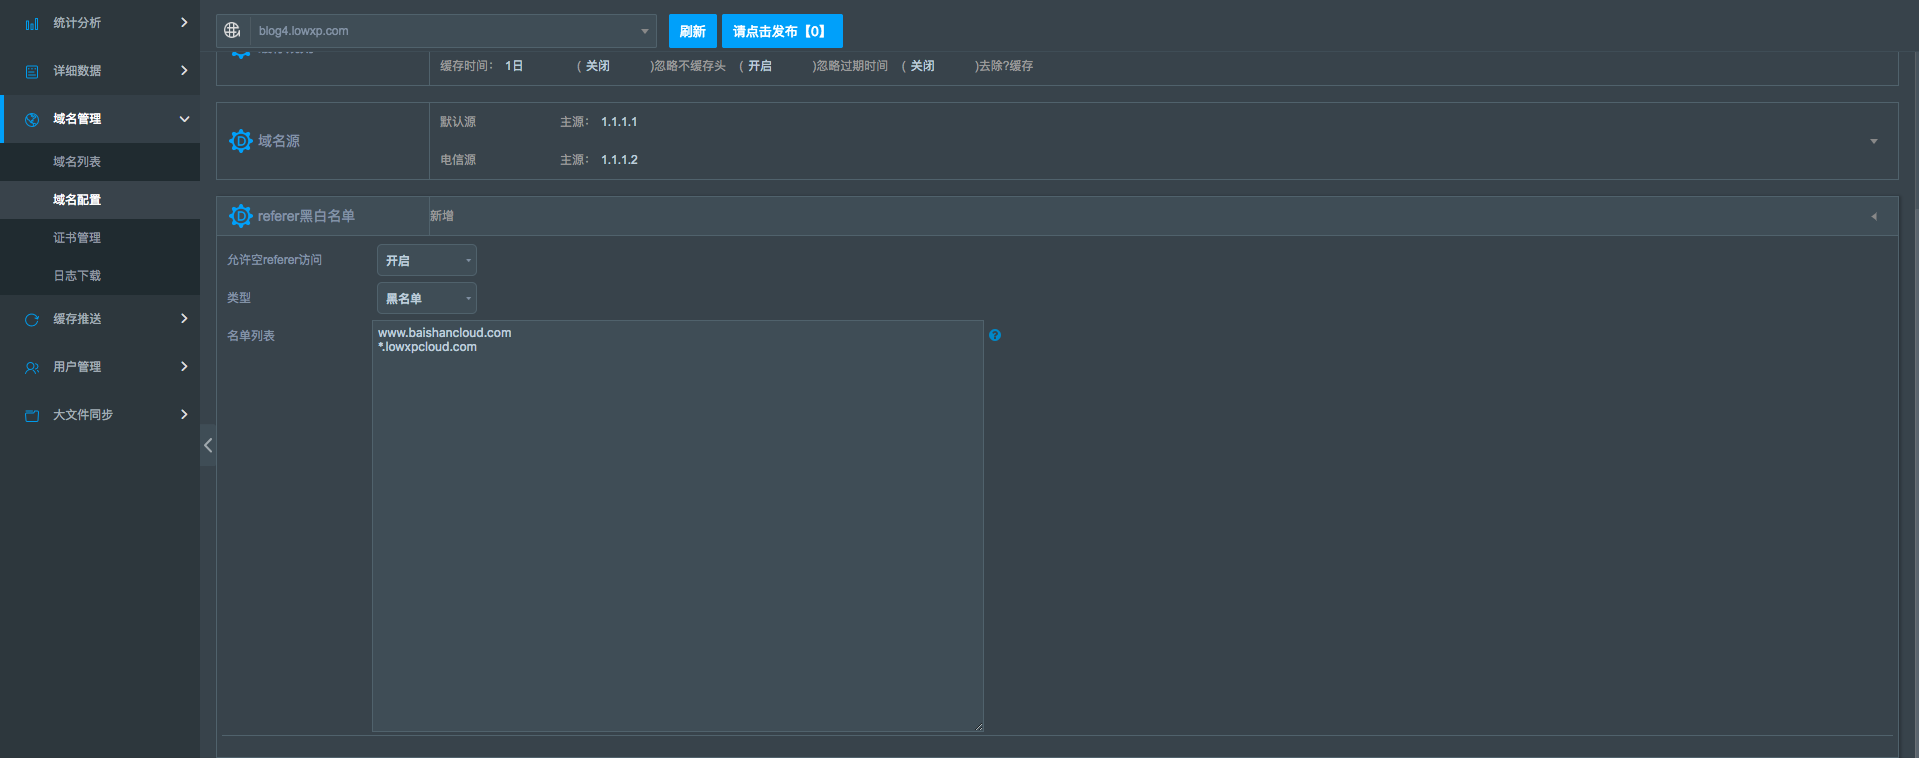 统计分析
详细数据
域名管理
域名列表
域名配置
证书管理
日志下载
缓存推送
用户管理
大文件同步
blog4.lowxp.com
刷新
请点击发布【0】
缓存时间： 1日 ( 关闭 )忽略不缓存头 ( 开启 )忽略过期时间 ( 关闭 )去除?缓存
域名源
默认源 主源： 1.1.1.1
电信源 主源： 1.1.1.2
referer黑白名单 新增
允许空referer访问 开启
类型 黑名单
名单列表
www.baishancloud.com
*.lowxpcloud.com